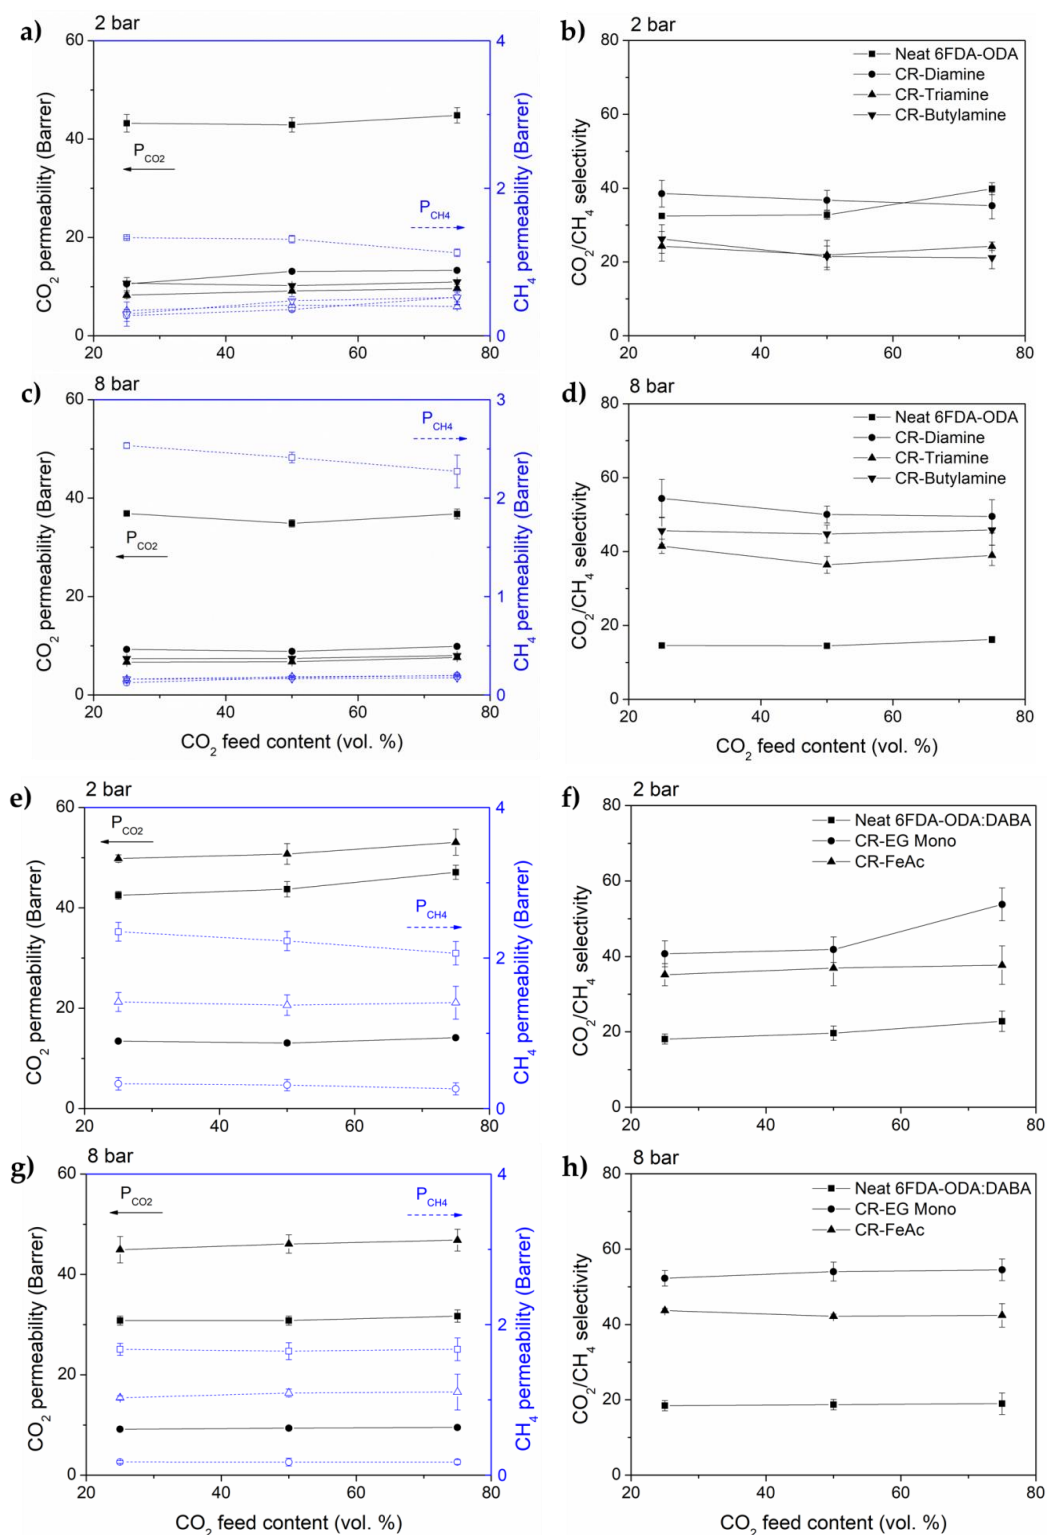 a)
2 bar
60
40
20
0
20
40
60
80
4
2
0
CO2 permeability (Barrer)
CH4 permeability (Barrer)
PCO2
PCH4
b)
2 bar
80
60
40
20
0
20
40
60
80
CO2/CH4 selectivity
Neat 6FDA-ODA
CR-Diamine
CR-Triamine
CR-Butylamine
c)
8 bar
60
40
20
0
20
40
60
80
3
2
1
0
CO2 permeability (Barrer)
CH4 permeability (Barrer)
PCH4
PCO2
CO2 feed content (vol. %)
d)
8 bar
80
60
40
20
0
20
40
60
80
CO2/CH4 selectivity
Neat 6FDA-ODA
CR-Diamine
CR-Triamine
CR-Butylamine
CO2 feed content (vol. %)
e)
2 bar
60
40
20
0
20
40
60
80
4
2
0
CO2 permeability (Barrer)
CH4 permeability (Barrer)
PCO2
PCH4
f)
2 bar
80
60
40
20
0
20
40
60
80
CO2/CH4 selectivity
Neat 6FDA-ODA:DABA
CR-EG Mono
CR-FeAc
g)
8 bar
60
40
20
0
20
40
60
80
4
2
0
CO2 permeability (Barrer)
CH4 permeability (Barrer)
PCO2
PCH4
CO2 feed content (vol. %)
h)
8 bar
80
60
40
20
0
20
40
60
80
CO2/CH4 selectivity
Neat 6FDA-ODA:DABA
CR-EG Mono
CR-FeAc
CO2 feed content (vol. %)